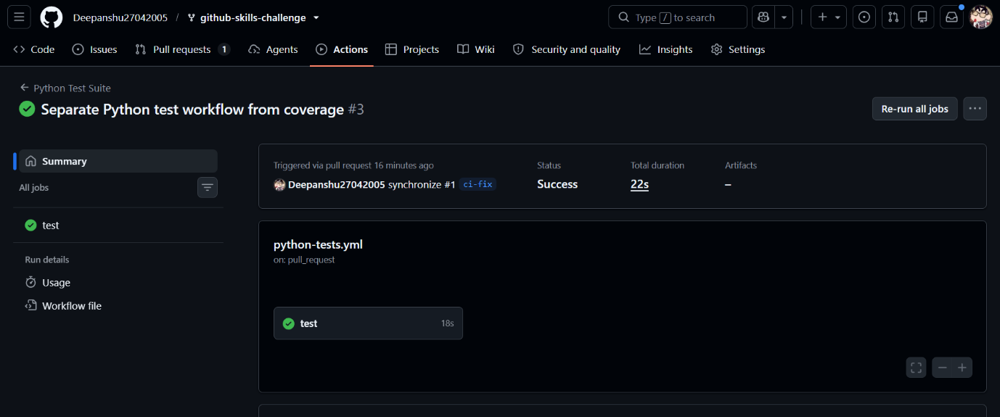 Deepanshu27042005 / github-skills-challenge
Type / to search
Code Issues Pull requests 1 Agents Actions Projects Wiki Security and quality Insights Settings
Python Test Suite
Separate Python test workflow from coverage #3
Re-run all jobs
Summary
All jobs
test
Run details
Usage
Workflow file
Triggered via pull request 16 minutes ago
Deepanshu27042005 synchronize #1 ci-fix
Status
Success
Total duration
22s
Artifacts
–
python-tests.yml
on: pull_request
test 18s